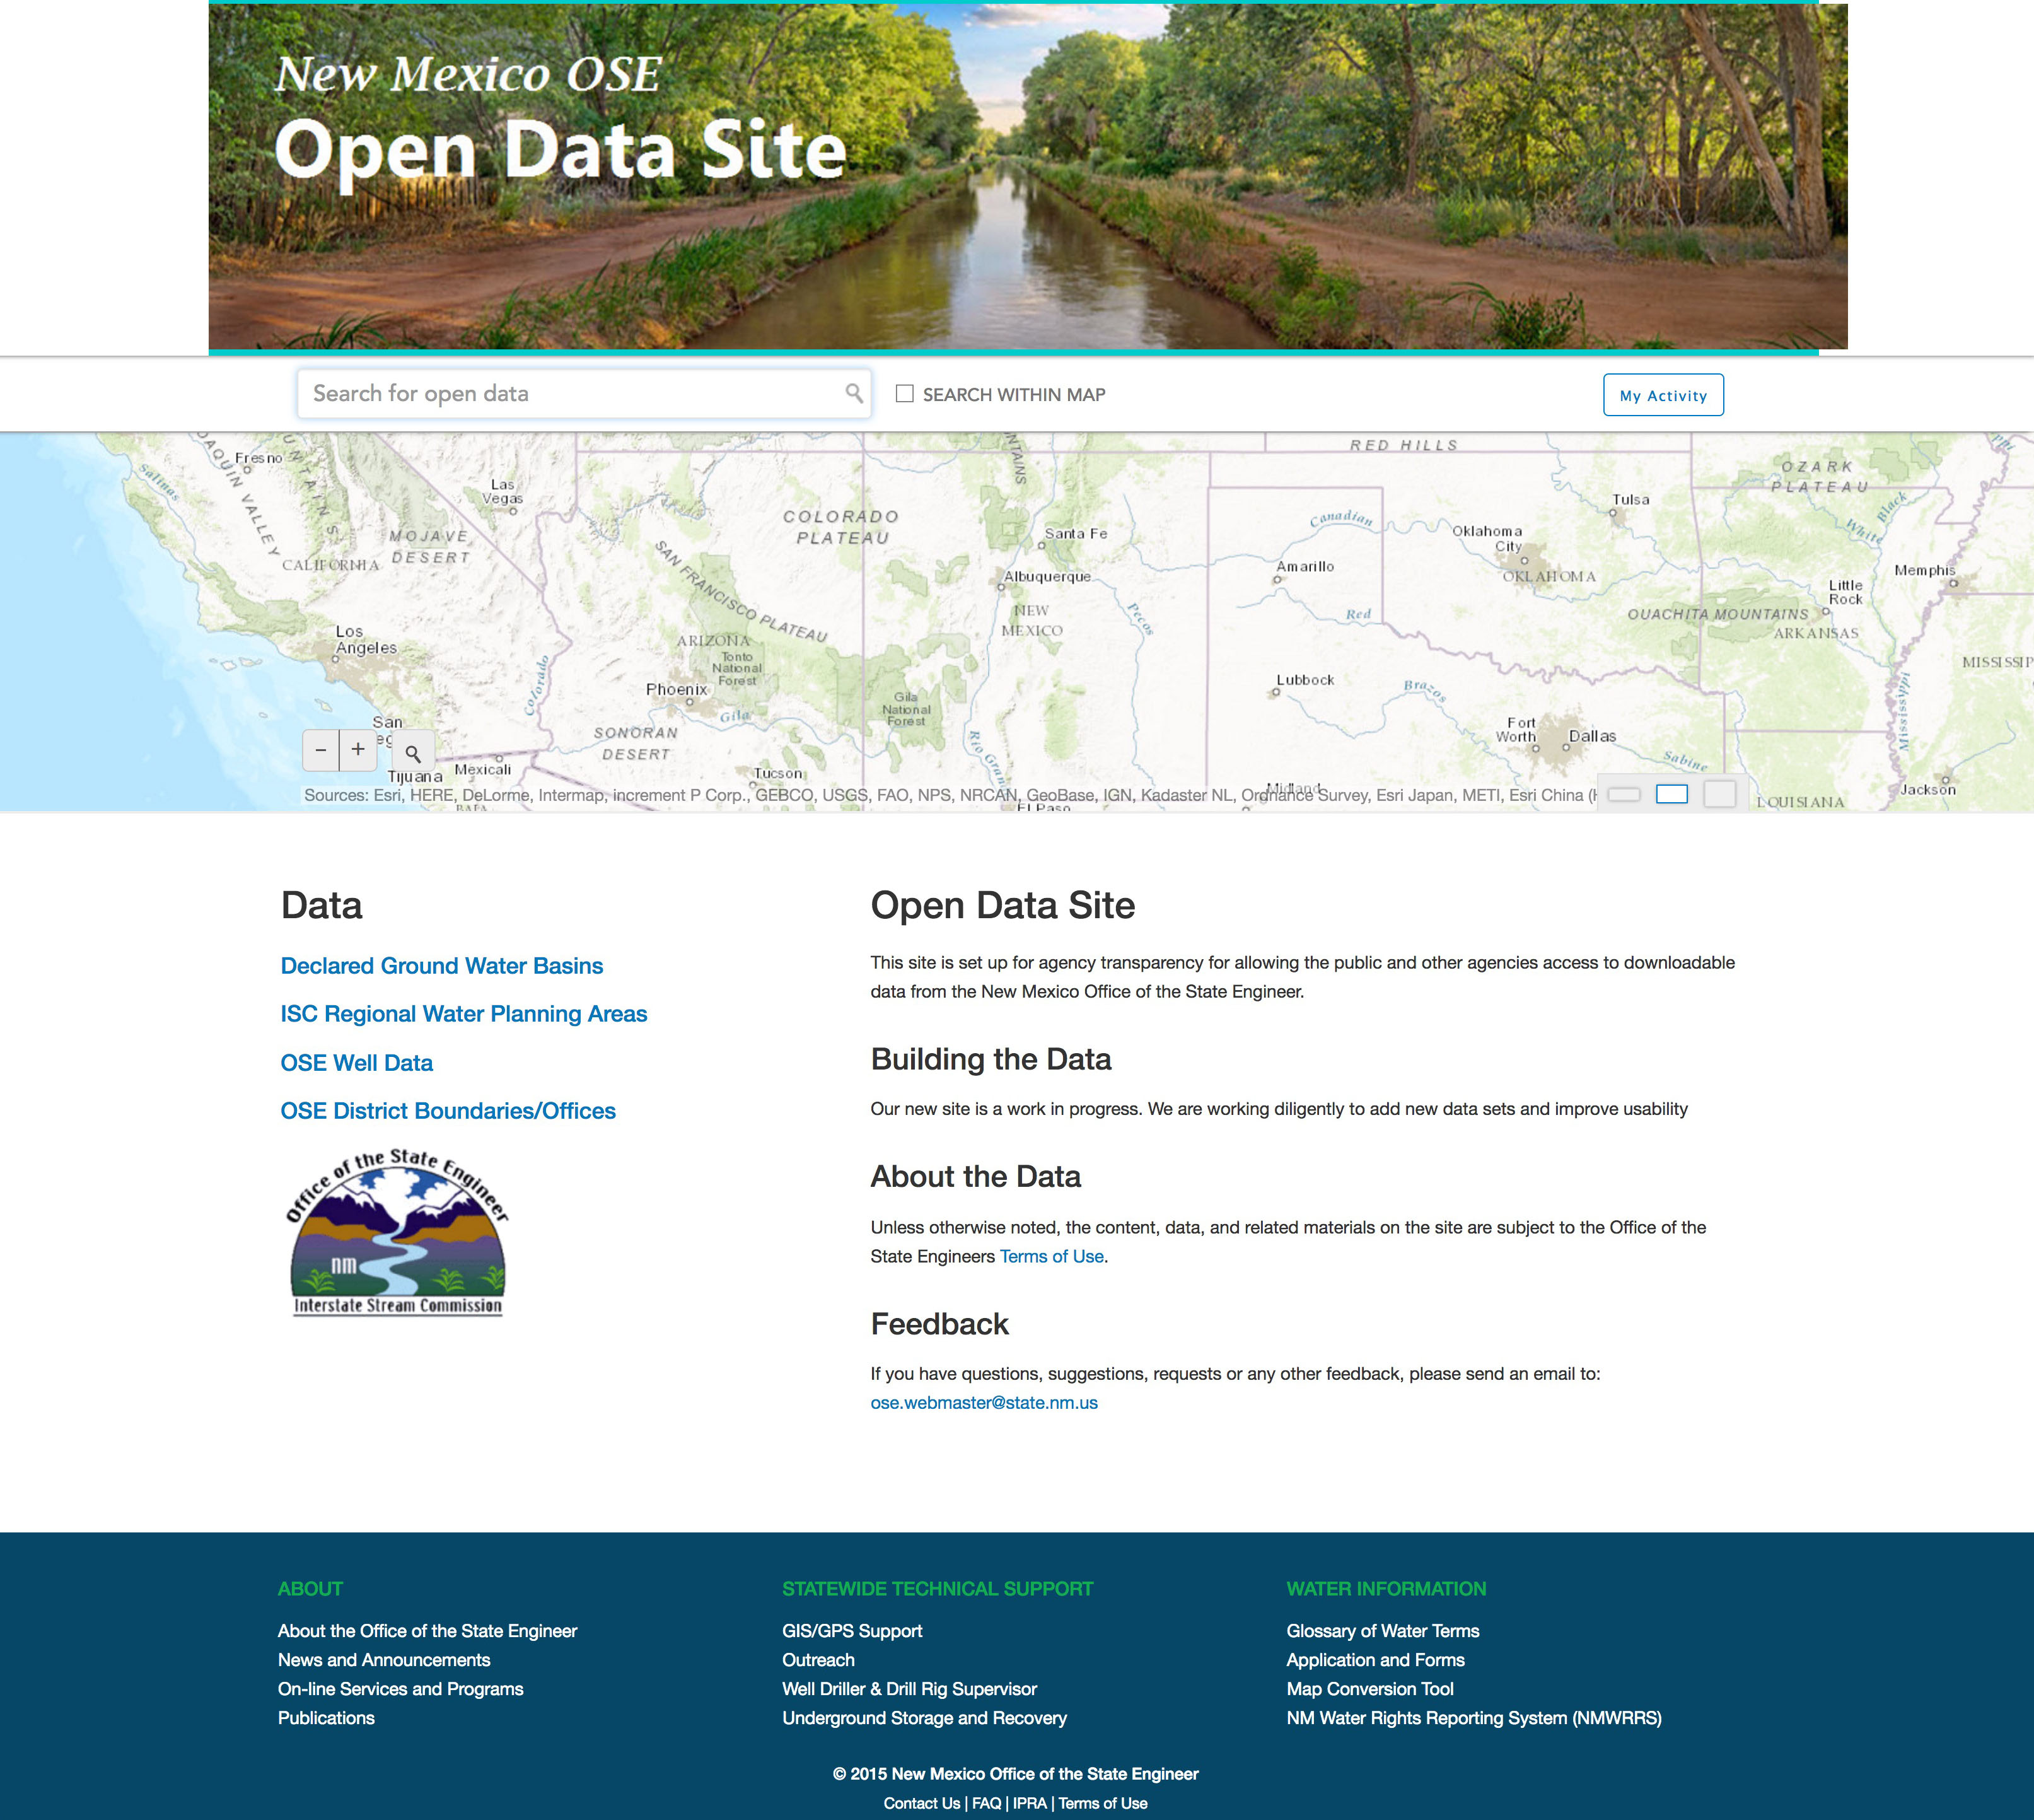 New Mexico OSE
Open Data Site
Search for open data
SEARCH WITHIN MAP
My Activity
RED HILLS
OZARK
PLATEAU
Fresno
Salinas
Las
Vegas
MOJAVE
DESERT
CALIFORNIA
COLORADO
PLATEAU
SAN FRANCISCO PLATEAU
Santa Fe
Albuquerque
NEW
MEXICO
Pecos
Canadian
Amarillo
Red
Oklahoma
City
OKLAHOMA
Tulsa
White
Black
Memphis
Little
Rock
OUACHITA MOUNTAINS
ARKANSAS
MISSISSIP
Los
Angeles
Colorado
ARIZONA
Tonto
National
Forest
Phoenix
Gila
Gila
National
Forest
SONORAN
DESERT
Lubbock
Brazos
Fort
Worth
Dallas
Sabine
Mississippi
San
Tijuana
Mexicali
Tucson
Rio Gran
El Paso
Midland
LOUISIANA
Jackson
− +
Sources: Esri, HERE, DeLorme, Intermap, increment P Corp., GEBCO, USGS, FAO, NPS, NRCAN, GeoBase, IGN, Kadaster NL, Ordnance Survey, Esri Japan, METI, Esri China (H
Data
Declared Ground Water Basins
ISC Regional Water Planning Areas
OSE Well Data
OSE District Boundaries/Offices
Office of the State Engineer
nm
Interstate Stream Commission
Open Data Site
This site is set up for agency transparency for allowing the public and other agencies access to downloadable
data from the New Mexico Office of the State Engineer.
Building the Data
Our new site is a work in progress. We are working diligently to add new data sets and improve usability
About the Data
Unless otherwise noted, the content, data, and related materials on the site are subject to the Office of the
State Engineers Terms of Use.
Feedback
If you have questions, suggestions, requests or any other feedback, please send an email to:
ose.webmaster@state.nm.us
ABOUT
About the Office of the State Engineer
News and Announcements
On-line Services and Programs
Publications
STATEWIDE TECHNICAL SUPPORT
GIS/GPS Support
Outreach
Well Driller & Drill Rig Supervisor
Underground Storage and Recovery
WATER INFORMATION
Glossary of Water Terms
Application and Forms
Map Conversion Tool
NM Water Rights Reporting System (NMWRRS)
© 2015 New Mexico Office of the State Engineer
Contact Us | FAQ | IPRA | Terms of Use